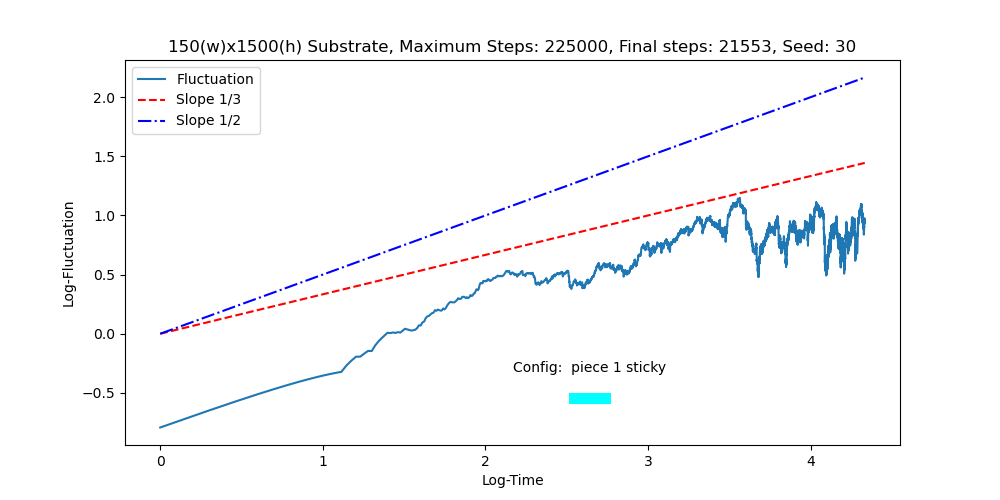 150(w)x1500(h) Substrate, Maximum Steps: 225000, Final steps: 21553, Seed: 30
Fluctuation
Slope 1/3
Slope 1/2
2.0
1.5
1.0
0.5
0.0
−0.5
Log-Fluctuation
Config:  piece 1 sticky
0 1 2 3 4
Log-Time